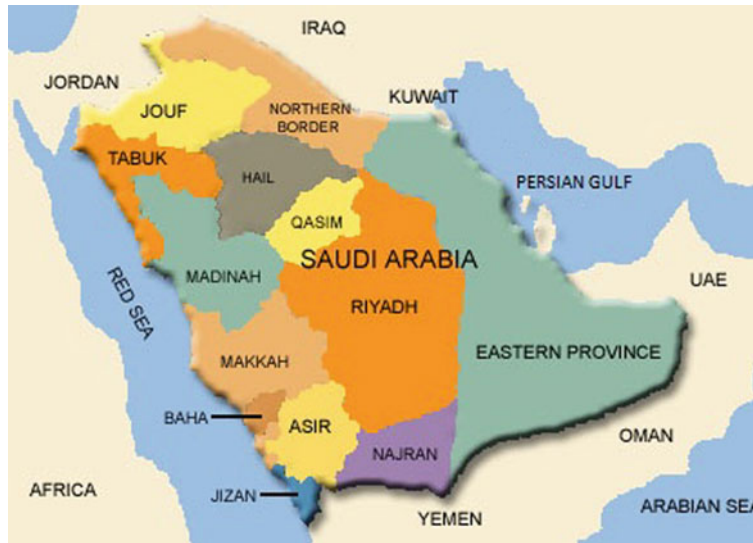 IRAQ
JORDAN
KUWAIT
JOUF
NORTHERN
BORDER
TABUK
HAIL
PERSIAN GULF
QASIM
SAUDI ARABIA
MADINAH
UAE
RED SEA
RIYADH
EASTERN PROVINCE
MAKKAH
BAHA
ASIR
OMAN
NAJRAN
AFRICA
JIZAN
ARABIAN SEA
YEMEN